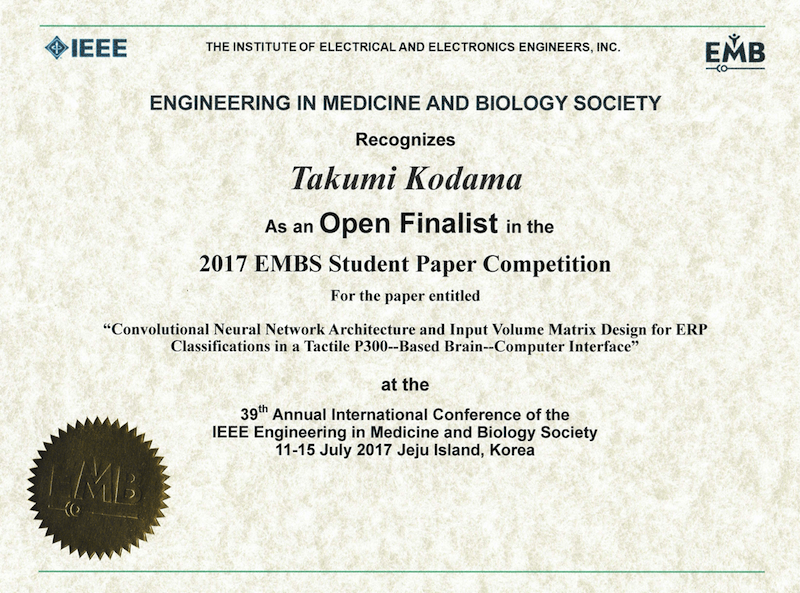 IEEE
THE INSTITUTE OF ELECTRICAL AND ELECTRONICS ENGINEERS, INC.
EMB
ENGINEERING IN MEDICINE AND BIOLOGY SOCIETY
Recognizes
Takumi Kodama
As an Open Finalist in the
2017 EMBS Student Paper Competition
For the paper entitled
“Convolutional Neural Network Architecture and Input Volume Matrix Design for ERP
Classifications in a Tactile P300--Based Brain--Computer Interface”
at the
39th Annual International Conference of the
IEEE Engineering in Medicine and Biology Society
11-15 July 2017 Jeju Island, Korea
EMB